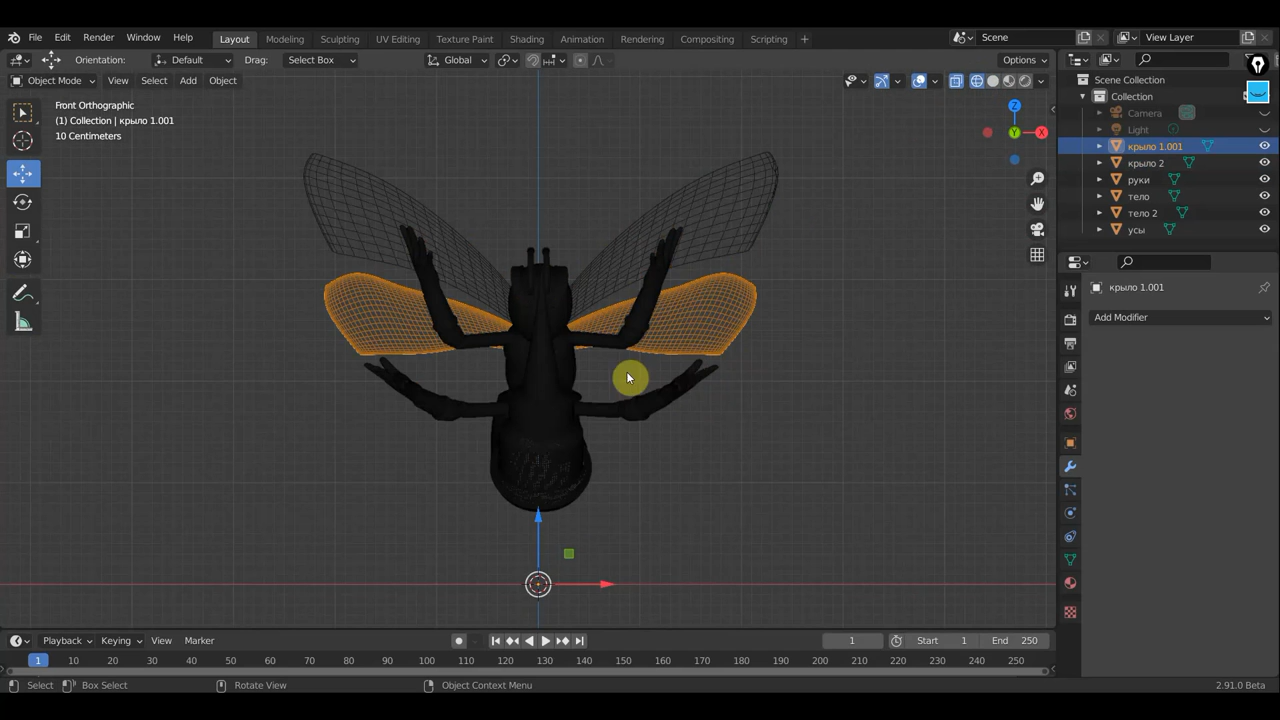 File Edit Render Window Help Layout Modeling Sculpting UV Editing Texture Paint Shading Animation Rendering Compositing Scripting + Scene View Layer
Orientation: Default Drag: Select Box Global Options
Object Mode View Select Add Object
Front Orthographic
(1) Collection | крыло 1.001
10 Centimeters
Z
Y
X
Scene Collection
Collection
Camera
Light
крыло 1.001
крыло 2
руки
тело
тело 2
усы
крыло 1.001
Add Modifier
Playback Keying View Marker 1 Start 1 End 250
1 10 20 30 40 50 60 70 80 90 100 110 120 130 140 150 160 170 180 190 200 210 220 230 240 250
Select Box Select Rotate View Object Context Menu 2.91.0 Beta